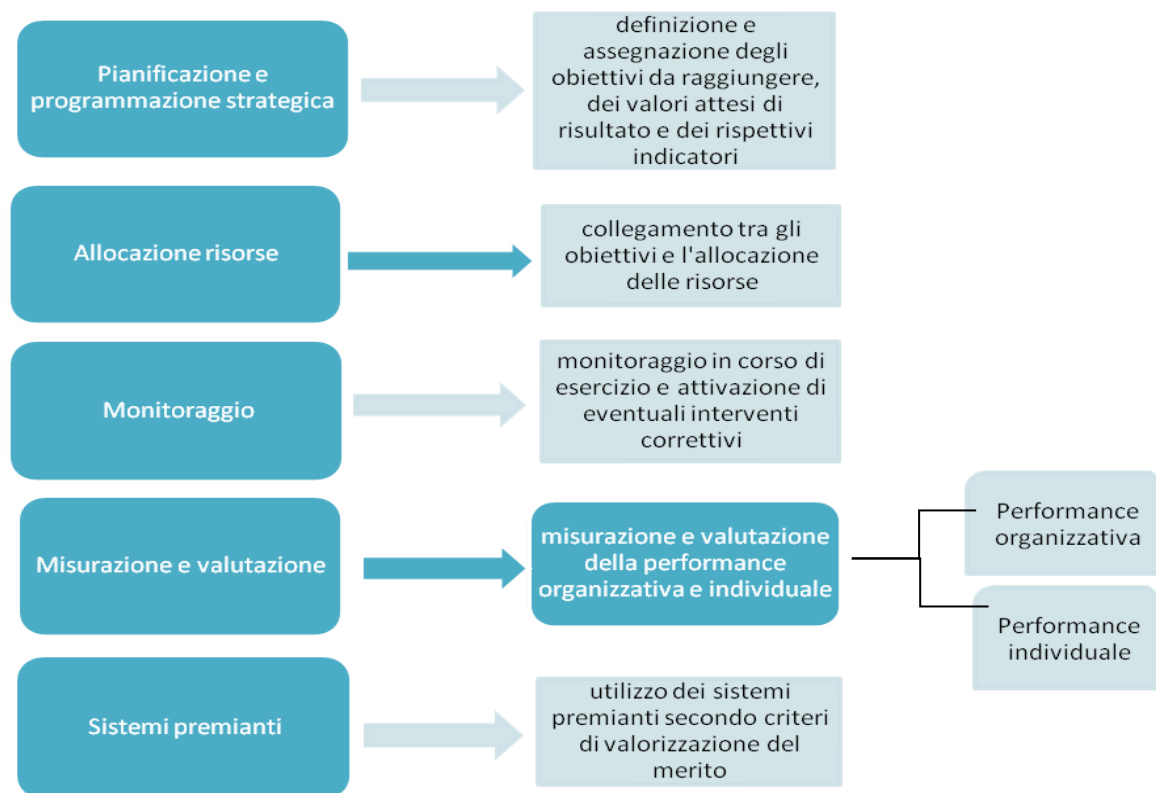 Pianificazione e
programmazione strategica
definizione e
assegnazione degli
obiettivi da raggiungere,
dei valori attesi di
risultato e dei rispettivi
indicatori
Allocazione risorse
collegamento tra gli
obiettivi e l'allocazione
delle risorse
Monitoraggio
monitoraggio in corso di
esercizio e attivazione di
eventuali interventi
correttivi
Misurazione e valutazione
misurazione e valutazione
della performance
organizzativa e individuale
Performance
organizzativa
Performance
individuale
Sistemi premianti
utilizzo dei sistemi
premianti secondo criteri
di valorizzazione del
merito